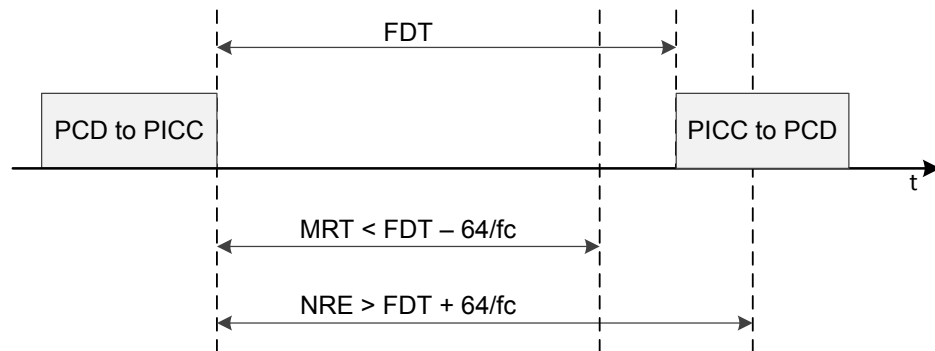 FDT
PCD to PICC
PICC to PCD
t
MRT < FDT – 64/fc
NRE > FDT + 64/fc